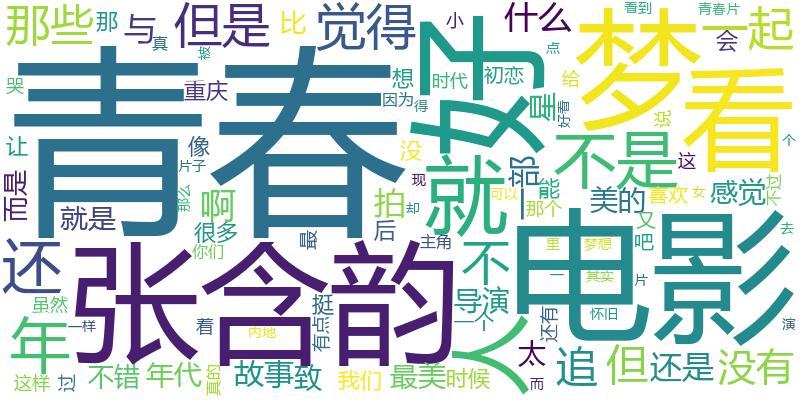 那些
那
与
但是
觉得
好
什么
小
看到
青春片
一起
会
比
真
被
梦
看
点
星
给
好看
说
哭
青春
重庆
想
时代
初恋
因为
得
让
像
片子
没
就
一部
不是
这
个
而是
那么
啊
就是
很多
你们
最
拍
后
现
却
能
可以
那个
美的
喜欢
女
感觉
不过
又
吧
还
张含韵
主角
人
不
电影
里
梦想
一
其实
片
去
虽然
年
一样
着
有点
挺
内地
导演
一个
还有
怀旧
演
这样
过
不错
年代
真的
故事
致
我们
最美
时候
太
而
追
但
还是
没有